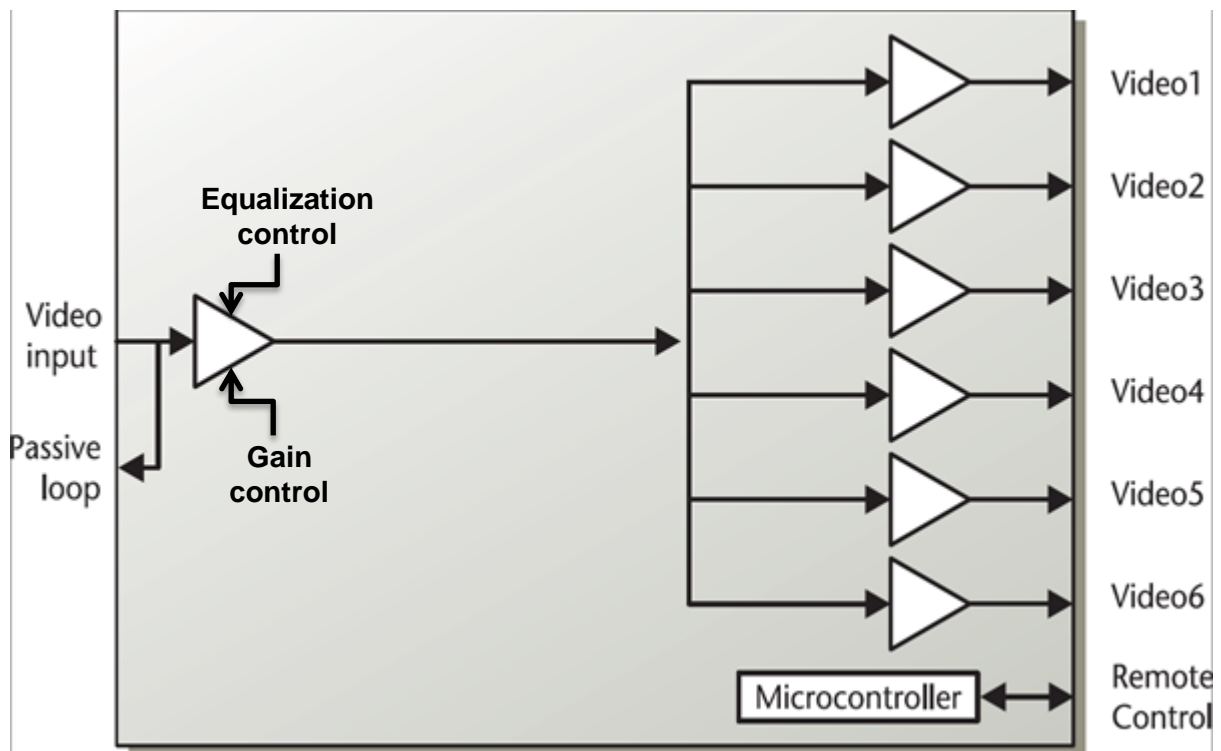 Equalization
control
Video
input
Passive
loop
Gain
control
Video1
Video2
Video3
Video4
Video5
Video6
Microcontroller
Remote
Control